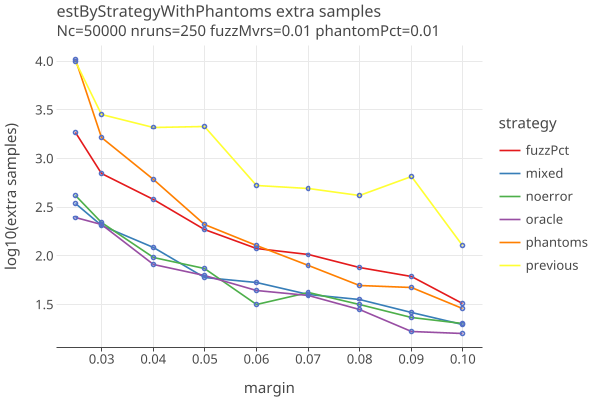 estByStrategyWithPhantoms extra samples
Nc=50000 nruns=250 fuzzMvrs=0.01 phantomPct=0.01
log10(extra samples)
4.0
3.5
3.0
2.5
2.0
1.5
0.03 0.04 0.05 0.06 0.07 0.08 0.09 0.10
margin
strategy
fuzzPct
mixed
noerror
oracle
phantoms
previous